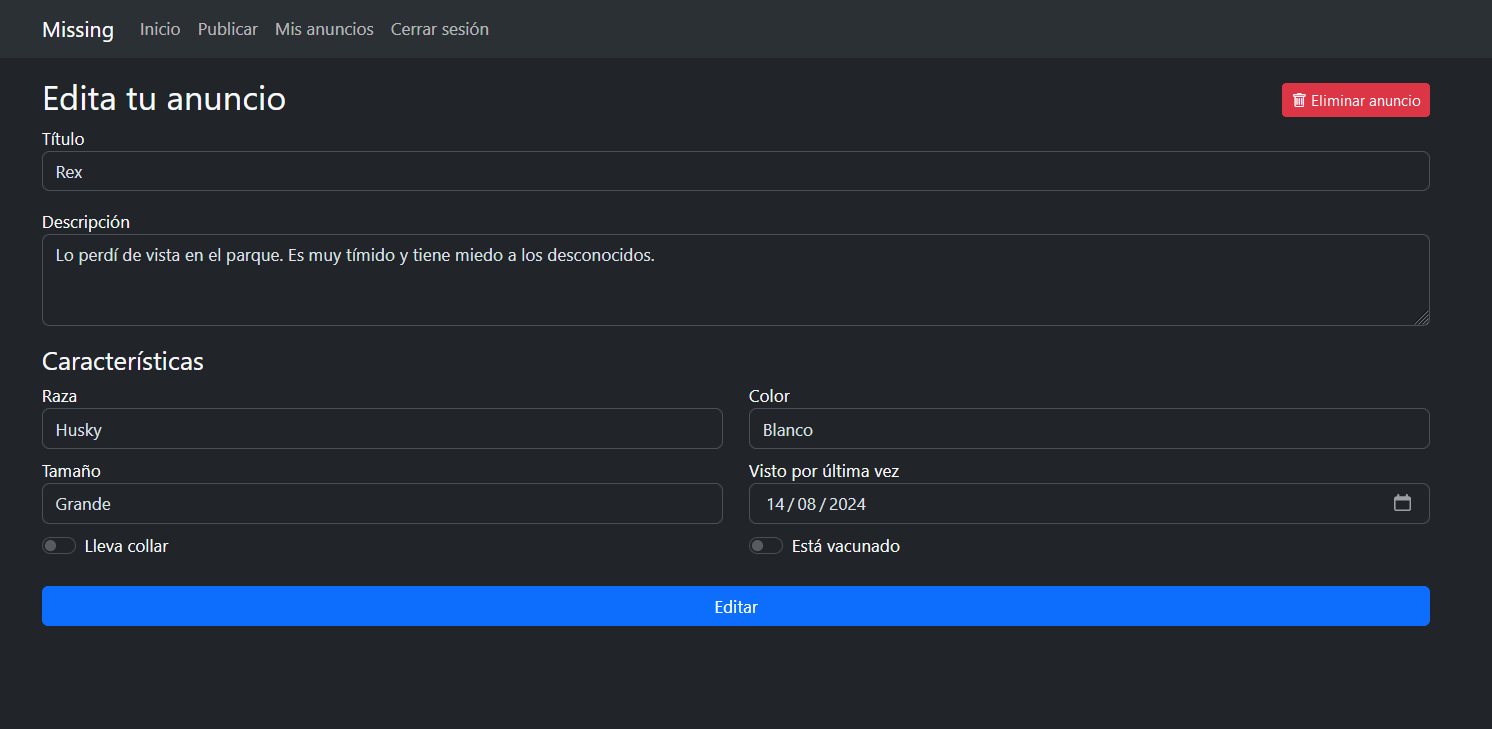 Missing Inicio Publicar Mis anuncios Cerrar sesión
Edita tu anuncio
Eliminar anuncio
Título
Rex
Descripción
Lo perdí de vista en el parque. Es muy tímido y tiene miedo a los desconocidos.
Características
Raza
Husky
Color
Blanco
Tamaño
Grande
Visto por última vez
14/08/2024
Lleva collar
Está vacunado
Editar